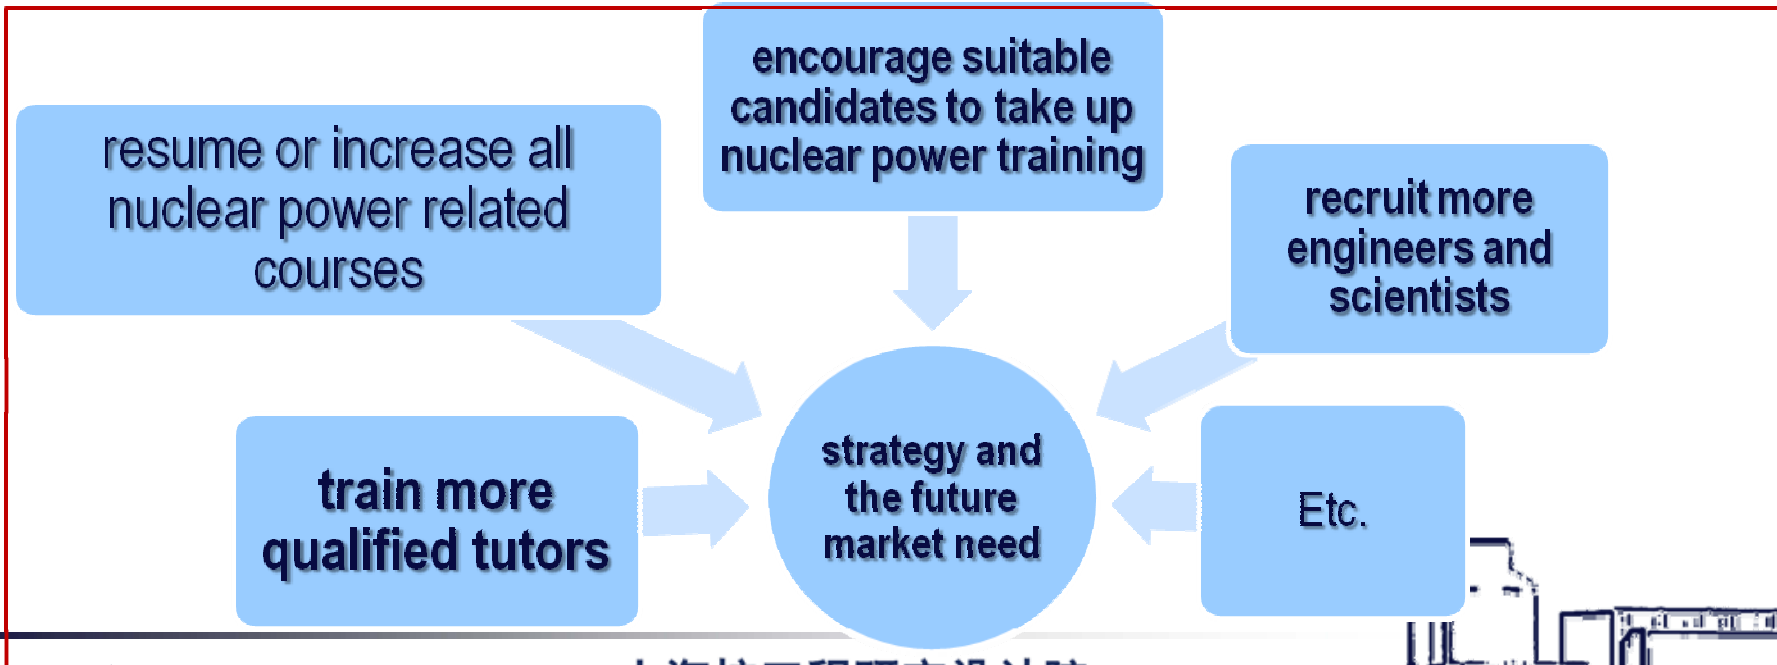 encourage suitable
candidates to take up
nuclear power training
resume or increase all
nuclear power related
courses
recruit more
engineers and
scientists
train more
qualified tutors
strategy and
the future
market need
Etc.